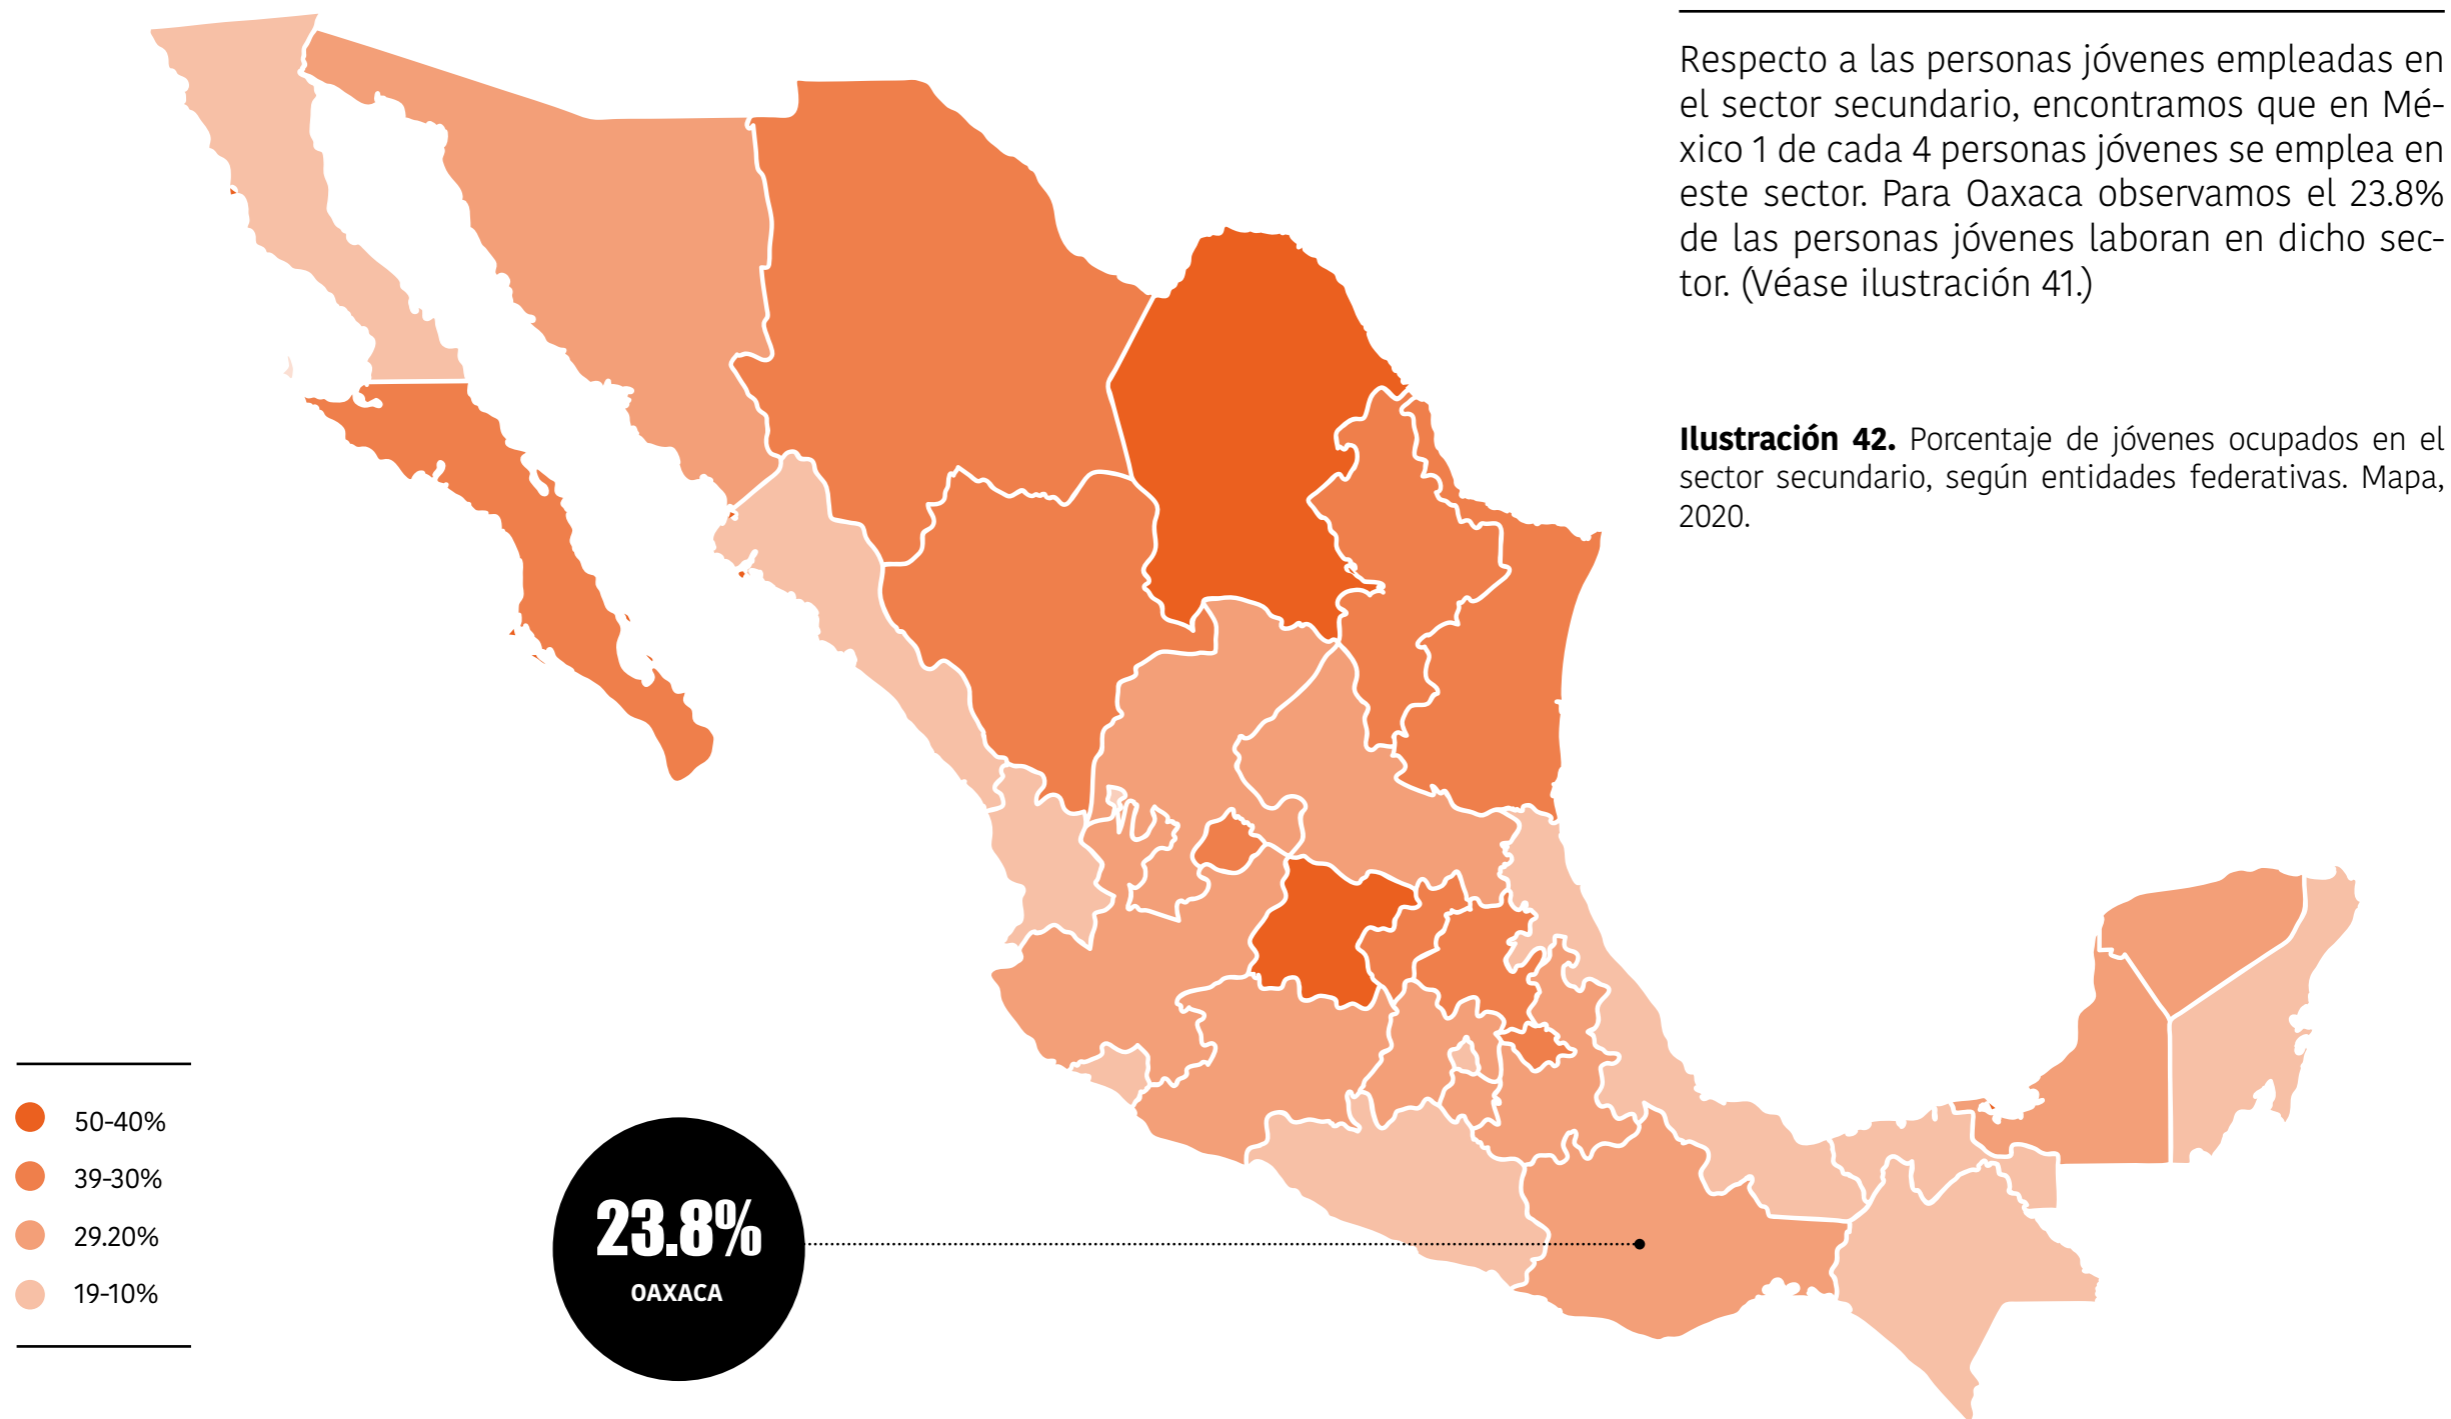 Respecto a las personas jóvenes empleadas en
el sector secundario, encontramos que en Mé-
xico 1 de cada 4 personas jóvenes se emplea en
este sector. Para Oaxaca observamos el 23.8%
de las personas jóvenes laboran en dicho sec-
tor. (Véase ilustración 41.)
Ilustración 42. Porcentaje de jóvenes ocupados en el
sector secundario, según entidades federativas. Mapa,
2020.
50-40%
39-30%
29.20%
19-10%
23.8%
OAXACA